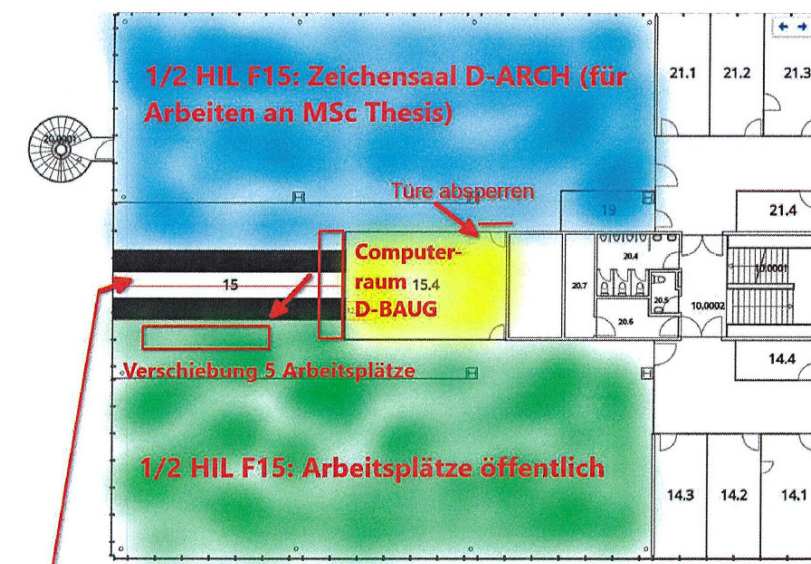 1/2 HIL F15: Zeichensaal D-ARCH (für
Arbeiten an MSc Thesis)
21.1
21.2
21.3
20.0001
Türe absperren
19
21.4
Computer-
raum
15.4
D-BAUG
15
20.4
20.7
20.5
20.6
10.0001
10.0002
Verschiebung 5 Arbeitsplätze
14.4
1/2 HIL F15: Arbeitsplätze öffentlich
14.3
14.2
14.1